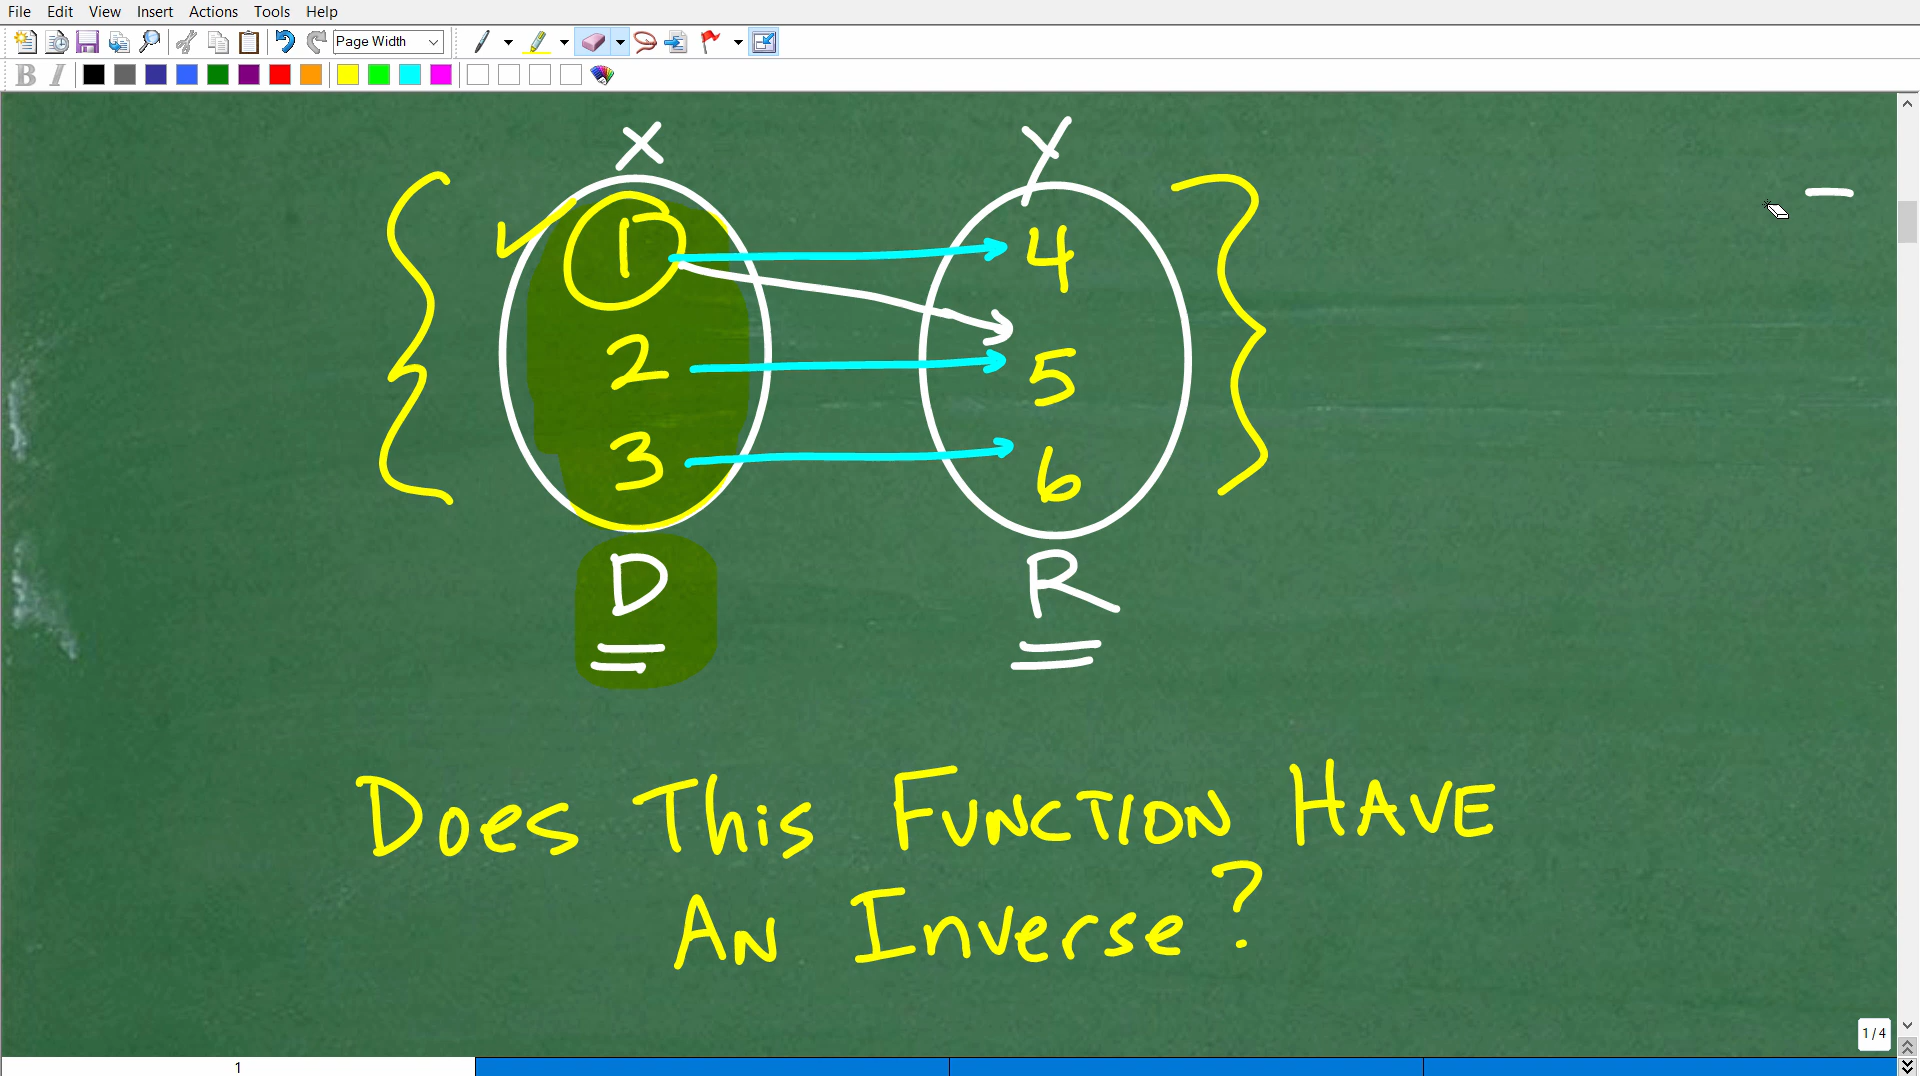 File Edit View Insert Actions Tools Help
Page Width
B I
X Y
1 4
2 5
3 6
D R
Does This FUNCTION HAVE
AN Inverse?
1 / 4
1